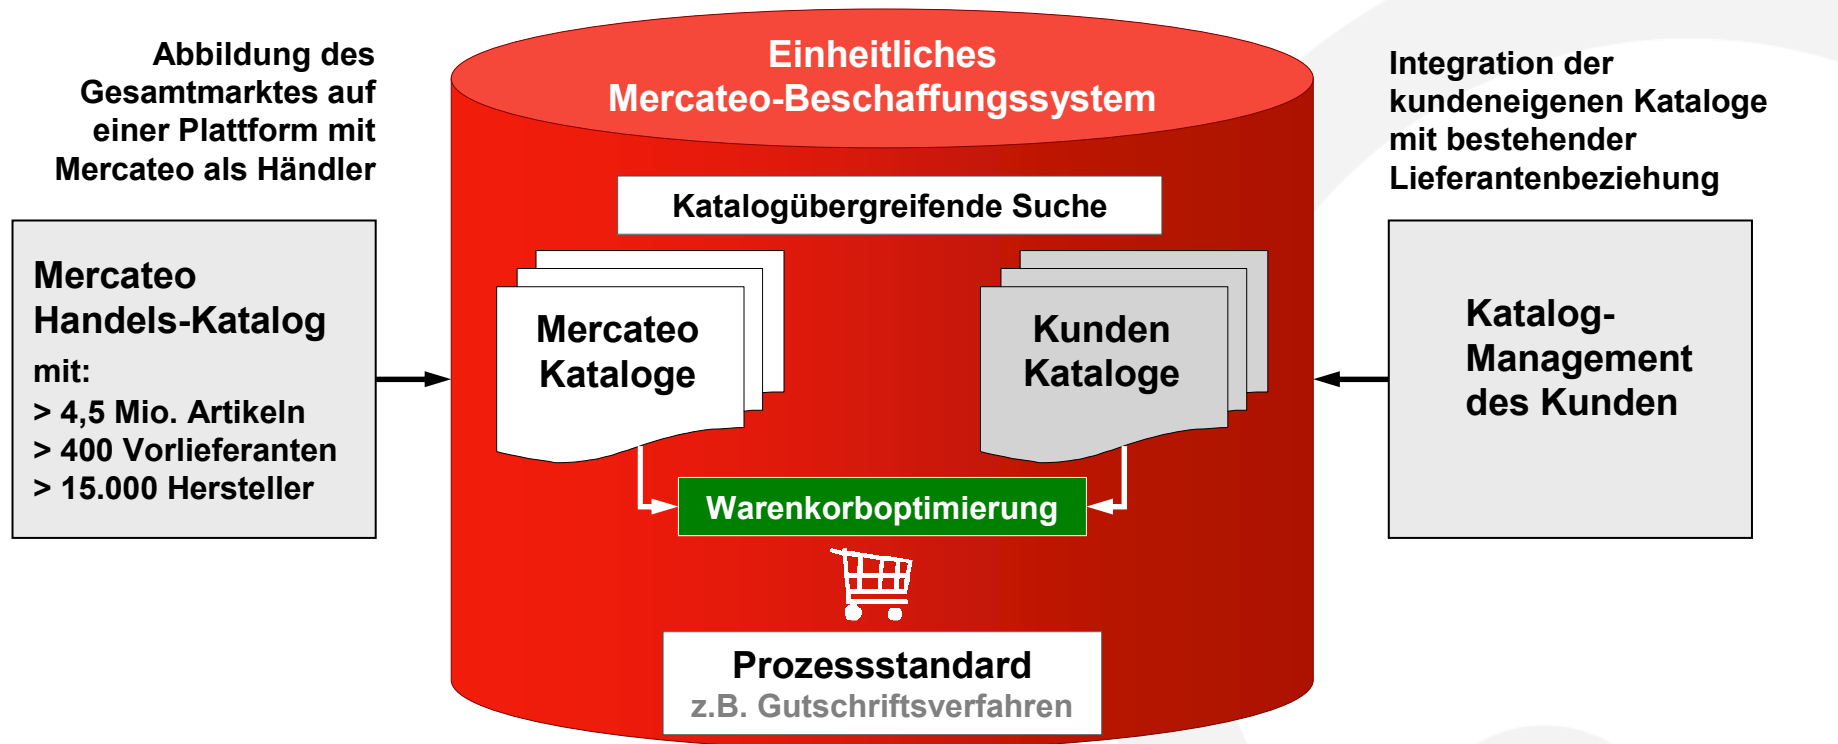 Abbildung des
Gesamtmarktes auf
einer Plattform mit
Mercateo als Händler
Mercateo
Handels-Katalog
mit:
> 4,5 Mio. Artikeln
> 400 Vorlieferanten
> 15.000 Hersteller
Einheitliches
Mercateo-Beschaffungssystem
Katalogübergreifende Suche
Mercateo
Kataloge
Kunden
Kataloge
Warenkorboptimierung
Prozessstandard
z.B. Gutschriftsverfahren
Integration der
kundeneigenen Kataloge
mit bestehender
Lieferantenbeziehung
Katalog-
Management
des Kunden